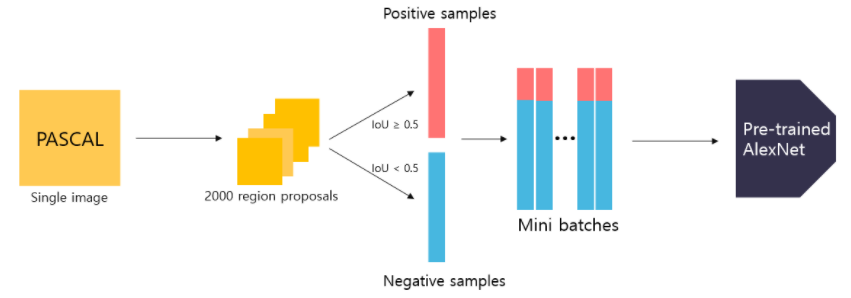 Positive samples
PASCAL
Single image
2000 region proposals
IoU ≥ 0.5
IoU < 0.5
Negative samples
Mini batches
Pre-trained
AlexNet